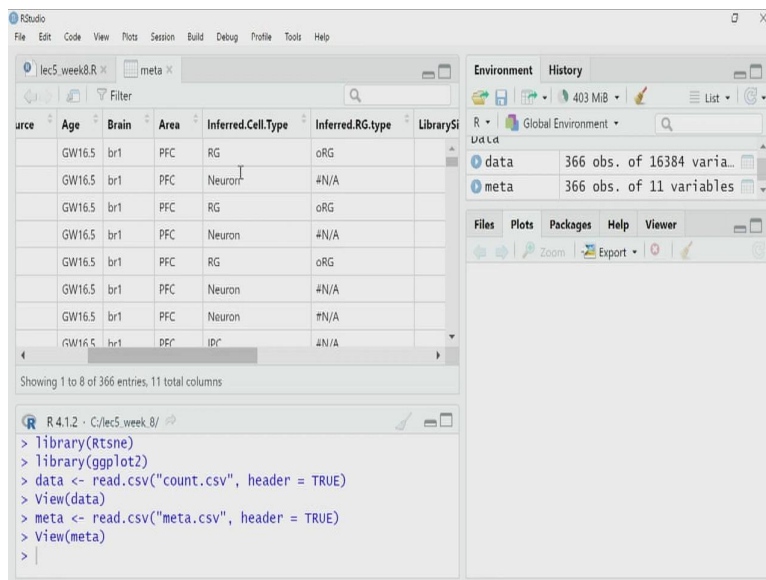 RStudio
File Edit Code View Plots Session Build Debug Profile Tools Help
lec5_week8.R meta
Filter
urce Age Brain Area Inferred.Cell.Type Inferred.RG.type LibrarySi
GW16.5 br1 PFC RG oRG
GW16.5 br1 PFC Neuron #N/A
GW16.5 br1 PFC RG oRG
GW16.5 br1 PFC Neuron #N/A
GW16.5 br1 PFC RG oRG
GW16.5 br1 PFC Neuron #N/A
GW16.5 br1 PFC Neuron #N/A
GW16.5 br1 PFC IPC #N/A
Showing 1 to 8 of 366 entries, 11 total columns
R 4.1.2 · C:/lec5_week_8/
> library(Rtsne)
> library(ggplot2)
> data <- read.csv("count.csv", header = TRUE)
> View(data)
> meta <- read.csv("meta.csv", header = TRUE)
> View(meta)
>
Environment History
403 MiB List
R Global Environment
Data
data 366 obs. of 16384 varia…
meta 366 obs. of 11 variables
Files Plots Packages Help Viewer
Zoom Export